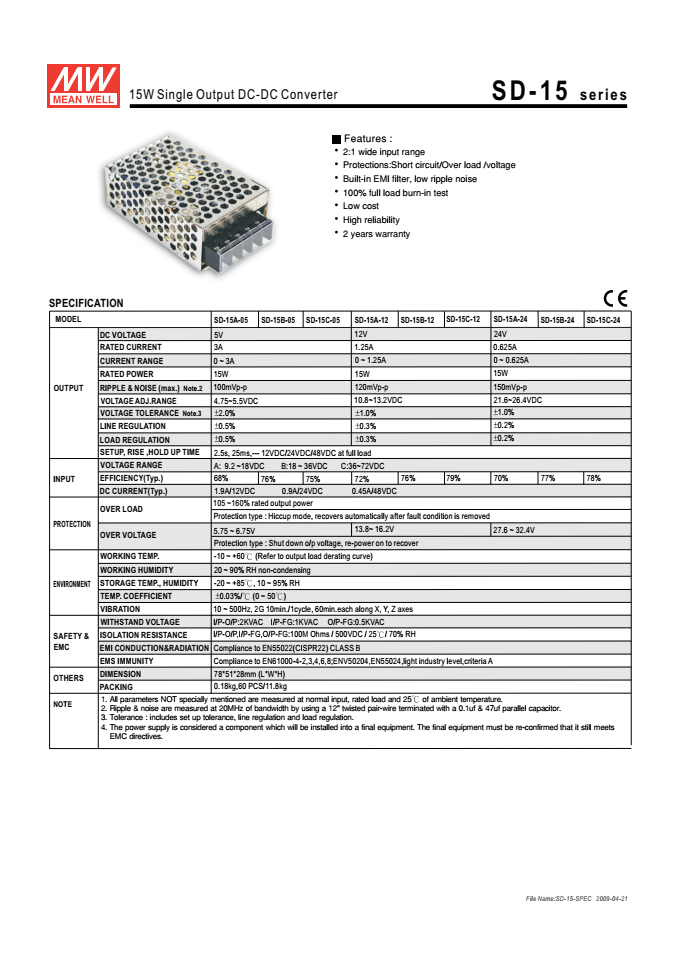 MW
MEAN WELL
15W Single Output DC-DC Converter
SD-15 series
■ Features :
• 2:1 wide input range
• Protections:Short circuit/Over load /voltage
• Built-in EMI filter, low ripple noise
• 100% full load burn-in test
• Low cost
• High reliability
• 2 years warranty
SPECIFICATION
CE
MODEL SD-15A-05 SD-15B-05 SD-15C-05 SD-15A-12 SD-15B-12 SD-15C-12 SD-15A-24 SD-15B-24 SD-15C-24
OUTPUT
DC VOLTAGE 5V 12V 24V
RATED CURRENT 3A 1.25A 0.625A
CURRENT RANGE 0 ~ 3A 0 ~ 1.25A 0 ~ 0.625A
RATED POWER 15W 15W 15W
RIPPLE & NOISE (max.) Note.2 100mVp-p 120mVp-p 150mVp-p
VOLTAGE ADJ.RANGE 4.75~5.5VDC 10.8~13.2VDC 21.6~26.4VDC
VOLTAGE TOLERANCE Note.3 ±2.0% ±1.0% ±1.0%
LINE REGULATION ±0.5% ±0.3% ±0.2%
LOAD REGULATION ±0.5% ±0.3% ±0.2%
SETUP, RISE ,HOLD UP TIME 2.5s, 25ms,--- 12VDC/24VDC/48VDC at full load
INPUT
VOLTAGE RANGE A: 9.2 ~18VDC B:18 ~ 36VDC C:36~72VDC
EFFICIENCY(Typ.) 68% 76% 75% 72% 76% 79% 70% 77% 78%
DC CURRENT(Typ.) 1.9A/12VDC 0.9A/24VDC 0.45A/48VDC
PROTECTION
OVER LOAD
105 ~160% rated output power
Protection type : Hiccup mode, recovers automatically after fault condition is removed
OVER VOLTAGE
5.75 ~ 6.75V 13.8~ 16.2V 27.6 ~ 32.4V
Protection type : Shut down o/p voltage, re-power on to recover
ENVIRONMENT
WORKING TEMP. -10 ~ +60℃ (Refer to output load derating curve)
WORKING HUMIDITY 20 ~ 90% RH non-condensing
STORAGE TEMP., HUMIDITY -20 ~ +85℃, 10 ~ 95% RH
TEMP. COEFFICIENT ±0.03%/℃ (0 ~ 50℃)
VIBRATION 10 ~ 500Hz, 2G 10min./1cycle, 60min.each along X, Y, Z axes
SAFETY &
EMC
WITHSTAND VOLTAGE I/P-O/P:2KVAC I/P-FG:1KVAC O/P-FG:0.5KVAC
ISOLATION RESISTANCE I/P-O/P,I/P-FG,O/P-FG:100M Ohms / 500VDC / 25℃/ 70% RH
EMI CONDUCTION&RADIATION Compliance to EN55022(CISPR22) CLASS B
EMS IMMUNITY Compliance to EN61000-4-2,3,4,6,8;ENV50204,EN55024,light industry level,criteria A
OTHERS
DIMENSION 78*51*28mm (L*W*H)
PACKING 0.18kg,60 PCS/11.8kg
NOTE
1. All parameters NOT specially mentioned are measured at normal input, rated load and 25℃ of ambient temperature.
2. Ripple & noise are measured at 20MHz of bandwidth by using a 12" twisted pair-wire terminated with a 0.1uf & 47uf parallel capacitor.
3. Tolerance : includes set up tolerance, line regulation and load regulation.
4. The power supply is considered a component which will be installed into a final equipment. The final equipment must be re-confirmed that it still meets
EMC directives.
File Name:SD-15-SPEC 2009-04-21